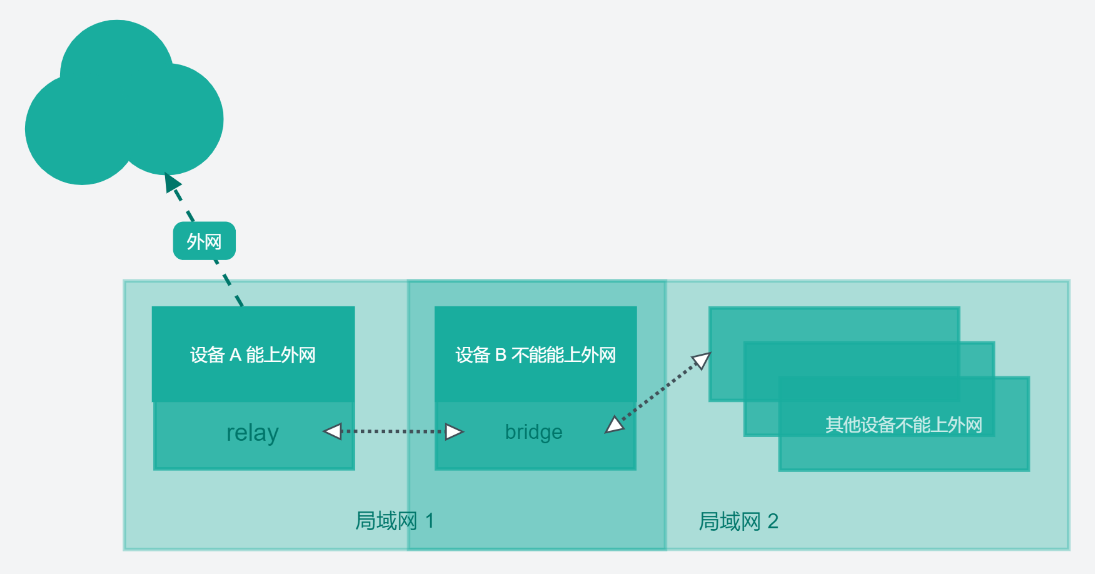 外网
设备 A 能上外网
设备 B 不能能上外网
relay
bridge
其他设备不能上外网
局域网 1
局域网 2